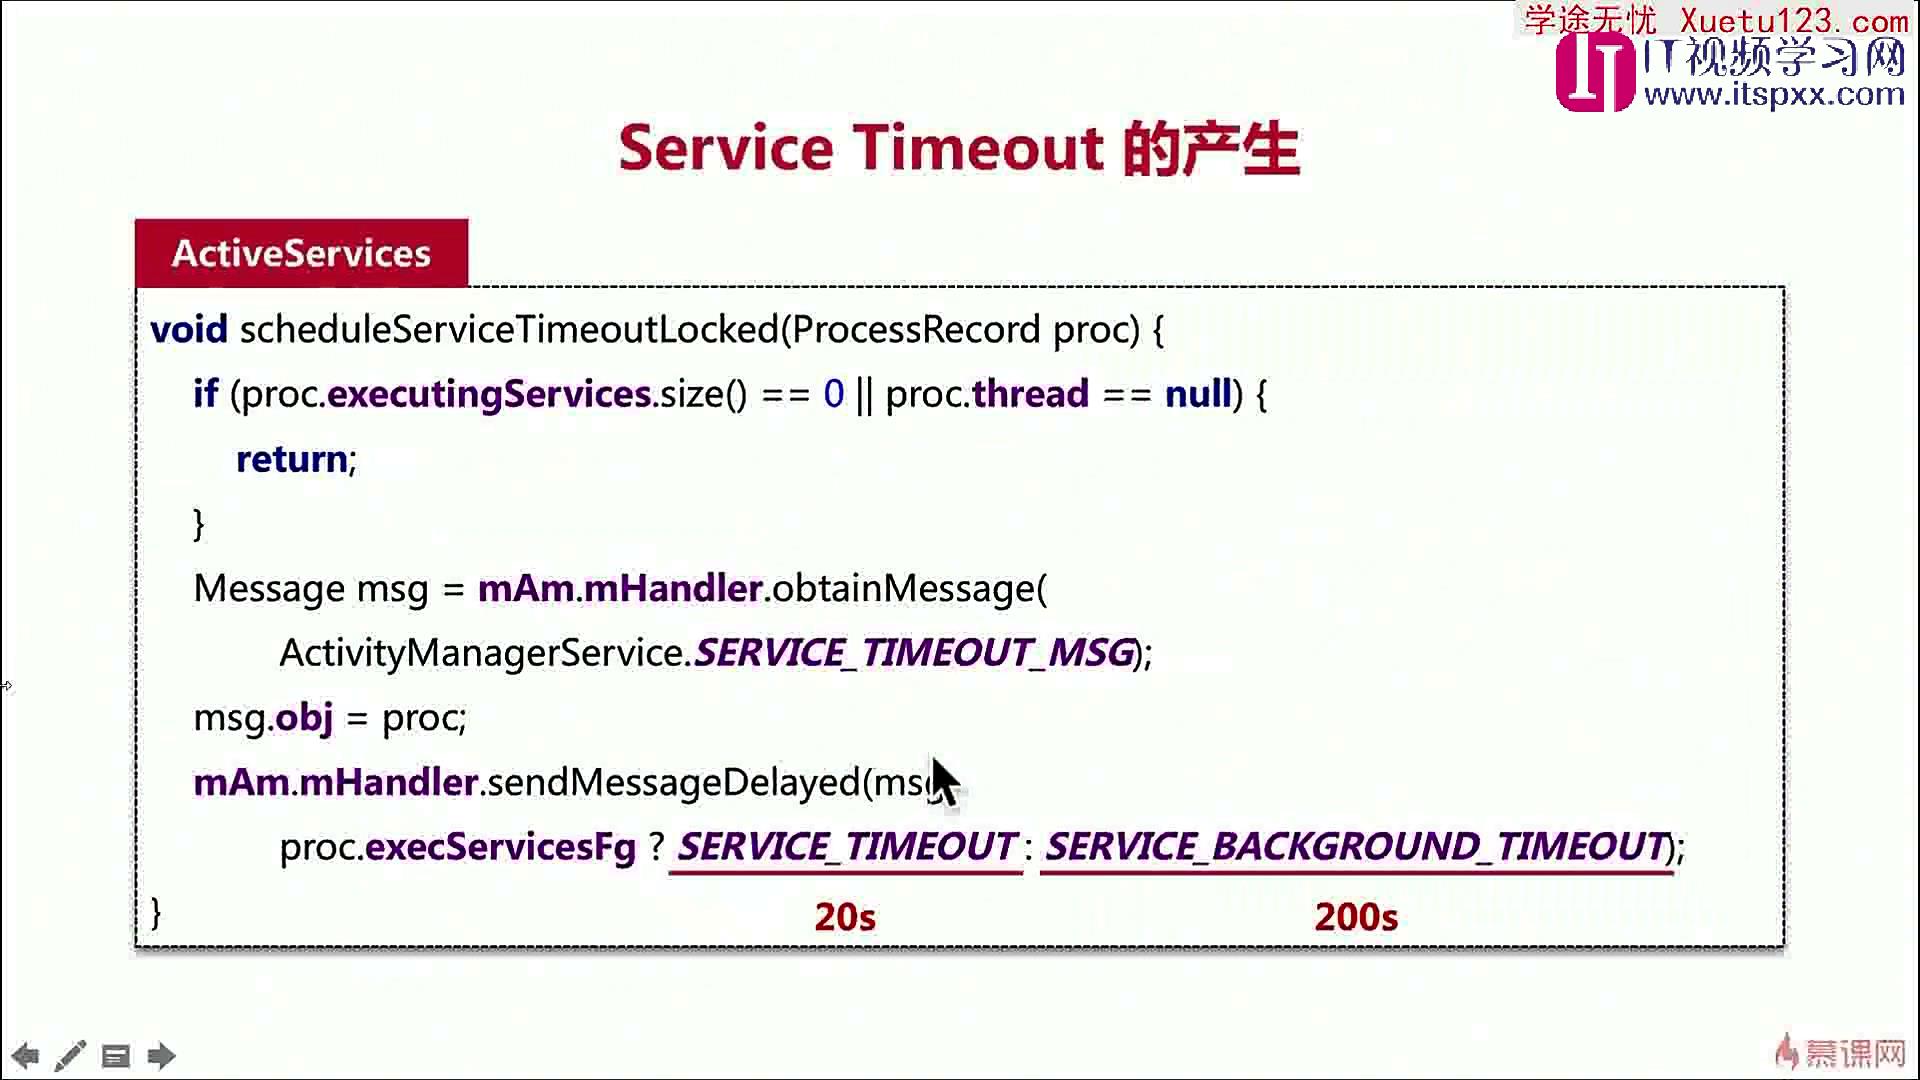 学途无忧 Xuetu123.com
IT视频学习网
www.itspxx.com
Service Timeout 的产生
ActiveServices
void scheduleServiceTimeoutLocked(ProcessRecord proc) {
if (proc.executingServices.size() == 0 || proc.thread == null) {
return;
}
Message msg = mAm.mHandler.obtainMessage(
ActivityManagerService.SERVICE_TIMEOUT_MSG);
msg.obj = proc;
mAm.mHandler.sendMessageDelayed(msg
proc.execServicesFg ? SERVICE_TIMEOUT : SERVICE_BACKGROUND_TIMEOUT);
}
20s
200s
慕课网